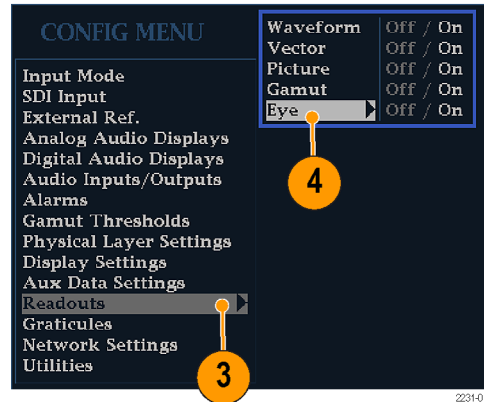 CONFIG MENU
Input Mode
SDI Input
External Ref.
Analog Audio Displays
Digital Audio Displays
Audio Inputs/Outputs
Alarms
Gamut Thresholds
Physical Layer Settings
Display Settings
Aux Data Settings
Readouts
Graticules
Network Settings
Utilities
3
Waveform Off / On
Vector Off / On
Picture Off / On
Gamut Off / On
Eye Off / On
4
2231-0